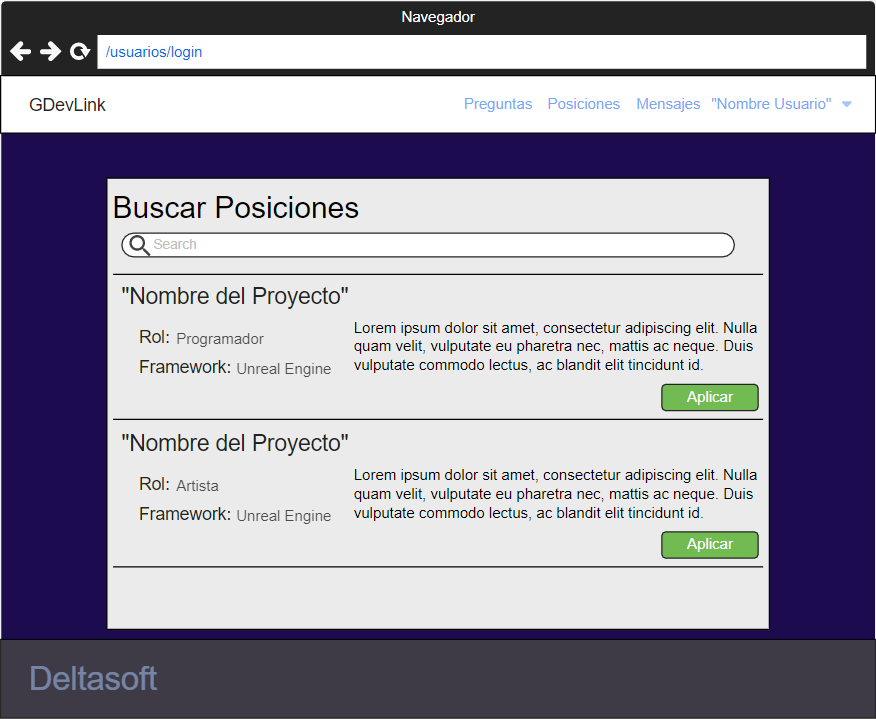 Navegador
/usuarios/login
GDevLink
Preguntas Posiciones Mensajes "Nombre Usuario"
Buscar Posiciones
Search
"Nombre del Proyecto"
Rol: Programador
Framework: Unreal Engine
Lorem ipsum dolor sit amet, consectetur adipiscing elit. Nulla
quam velit, vulputate eu pharetra nec, mattis ac neque. Duis
vulputate commodo lectus, ac blandit elit tincidunt id.
Aplicar
"Nombre del Proyecto"
Rol: Artista
Framework: Unreal Engine
Lorem ipsum dolor sit amet, consectetur adipiscing elit. Nulla
quam velit, vulputate eu pharetra nec, mattis ac neque. Duis
vulputate commodo lectus, ac blandit elit tincidunt id.
Aplicar
Deltasoft